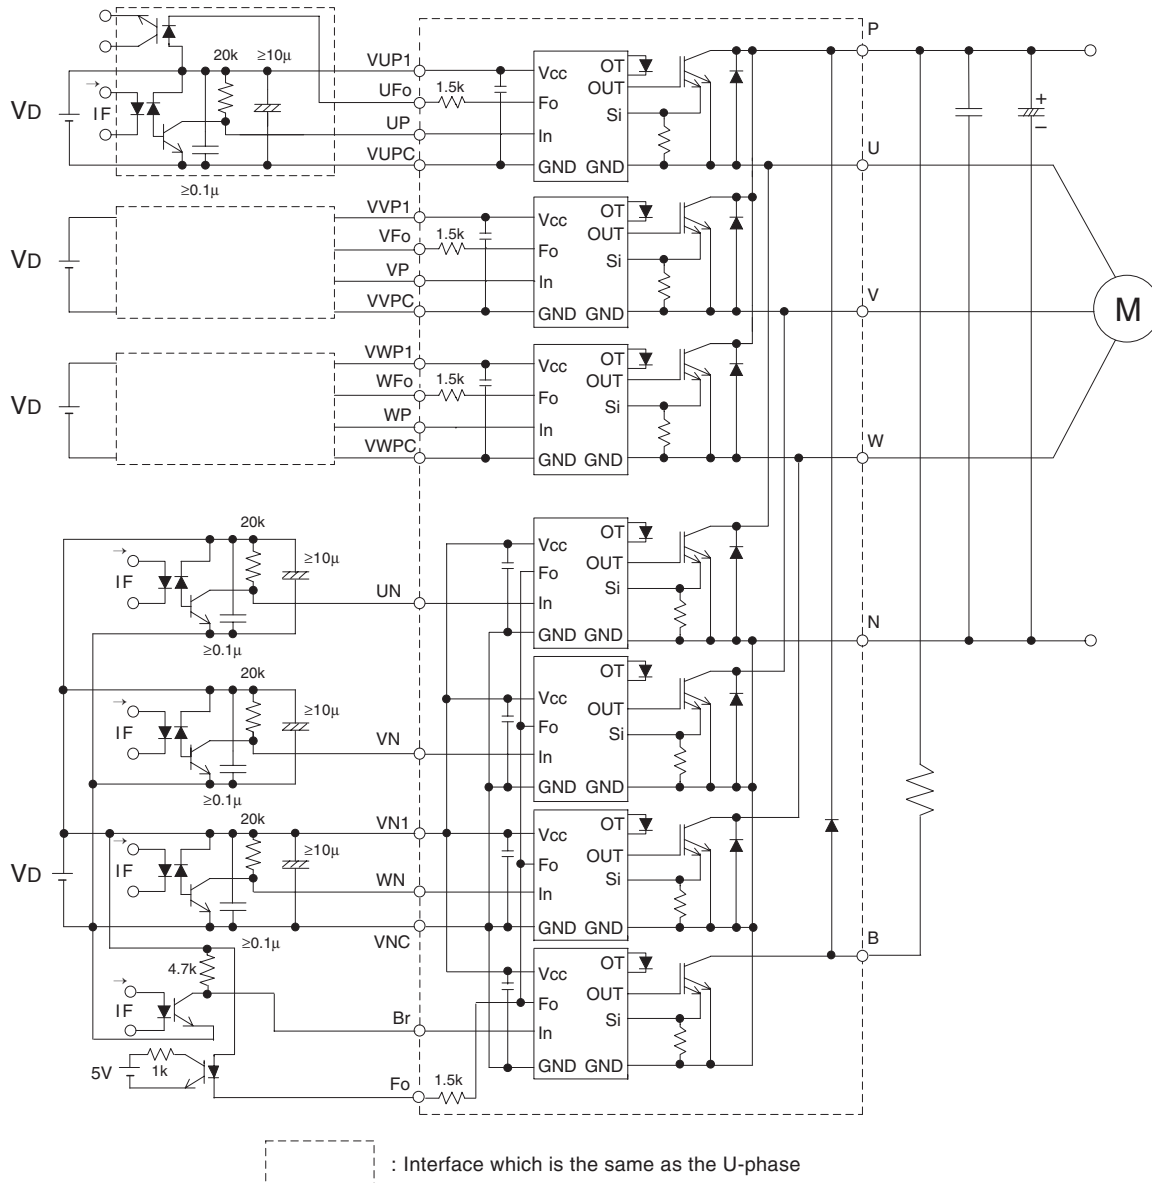 P
20k
≥10μ
VUP1
Vcc
OT
UFo
1.5k
OUT
VD
IF
Fo
Si
UP
In
+
−
VUPC
GND GND
U
≥0.1μ
VVP1
Vcc
OT
VFo
1.5k
OUT
VD
Fo
Si
VP
In
VVPC
GND GND
V
M
VWP1
Vcc
OT
WFo
1.5k
OUT
VD
Fo
Si
WP
In
VWPC
GND GND
W
20k
≥10μ
OT
Vcc
OUT
IF
Fo
Si
UN
In
≥0.1μ
GND GND
N
20k
≥10μ
OT
Vcc
OUT
IF
Fo
Si
VN
In
≥0.1μ
GND GND
20k
VN1
Vcc
OT
≥10μ
OUT
VD
IF
Fo
Si
WN
In
≥0.1μ
VNC
GND GND
B
4.7k
Vcc
OT
OUT
IF
Fo
Si
Br
In
5V
1k
GND GND
Fo
1.5k
: Interface which is the same as the U-phase